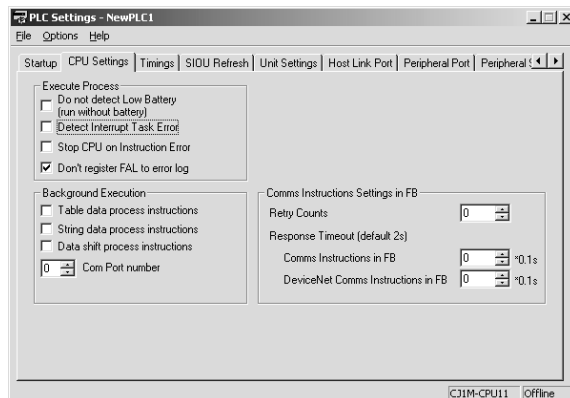 PLC Settings - NewPLC1
File Options Help
Startup CPU Settings Timings SIOU Refresh Unit Settings Host Link Port Peripheral Port Peripheral
Execute Process
Do not detect Low Battery
(run without battery)
Detect Interrupt Task Error
Stop CPU on Instruction Error
Don't register FAL to error log
Background Execution
Table data process instructions
String data process instructions
Data shift process instructions
0 Com Port number
Comms Instructions Settings in FB
Retry Counts 0
Response Timeout (default 2s)
Comms Instructions in FB 0 *0.1s
DeviceNet Comms Instructions in FB 0 *0.1s
CJ1M-CPU11 Offline